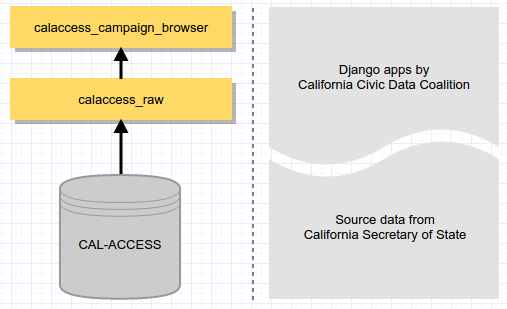 calaccess_campaign_browser
calaccess_raw
CAL-ACCESS
Django apps by
California Civic Data Coalition
Source data from
California Secretary of State